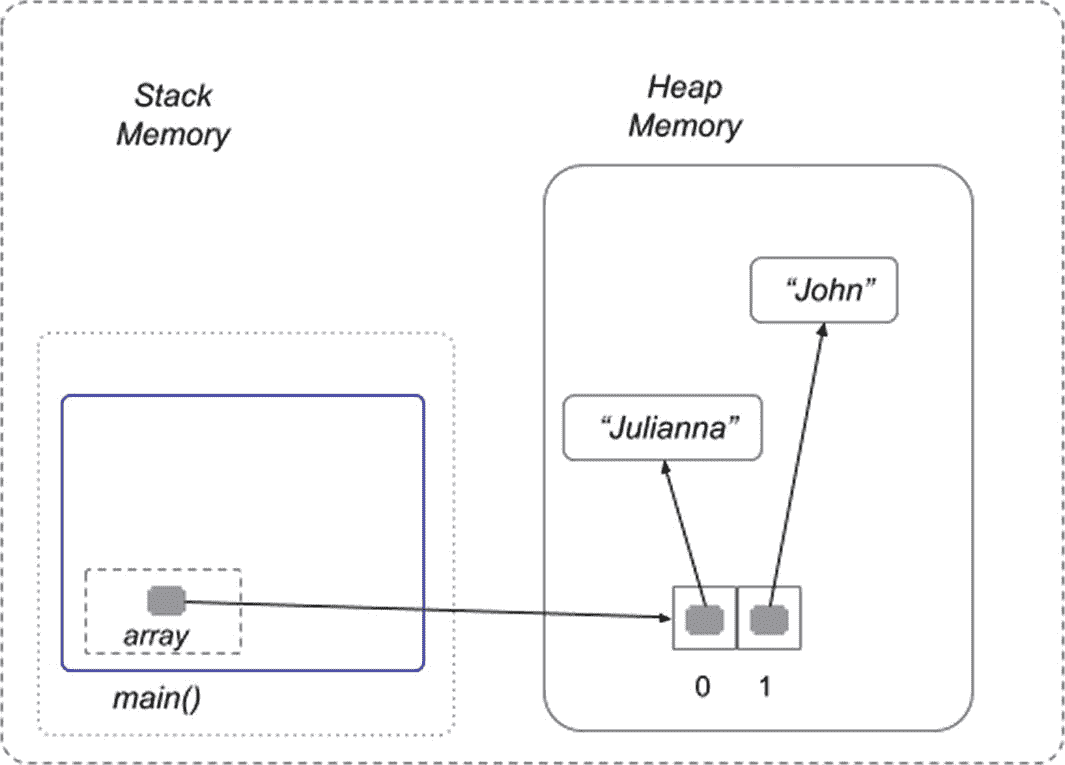 Stack
Memory
Heap
Memory
“John”
“Julianna”
array
main()
0 1